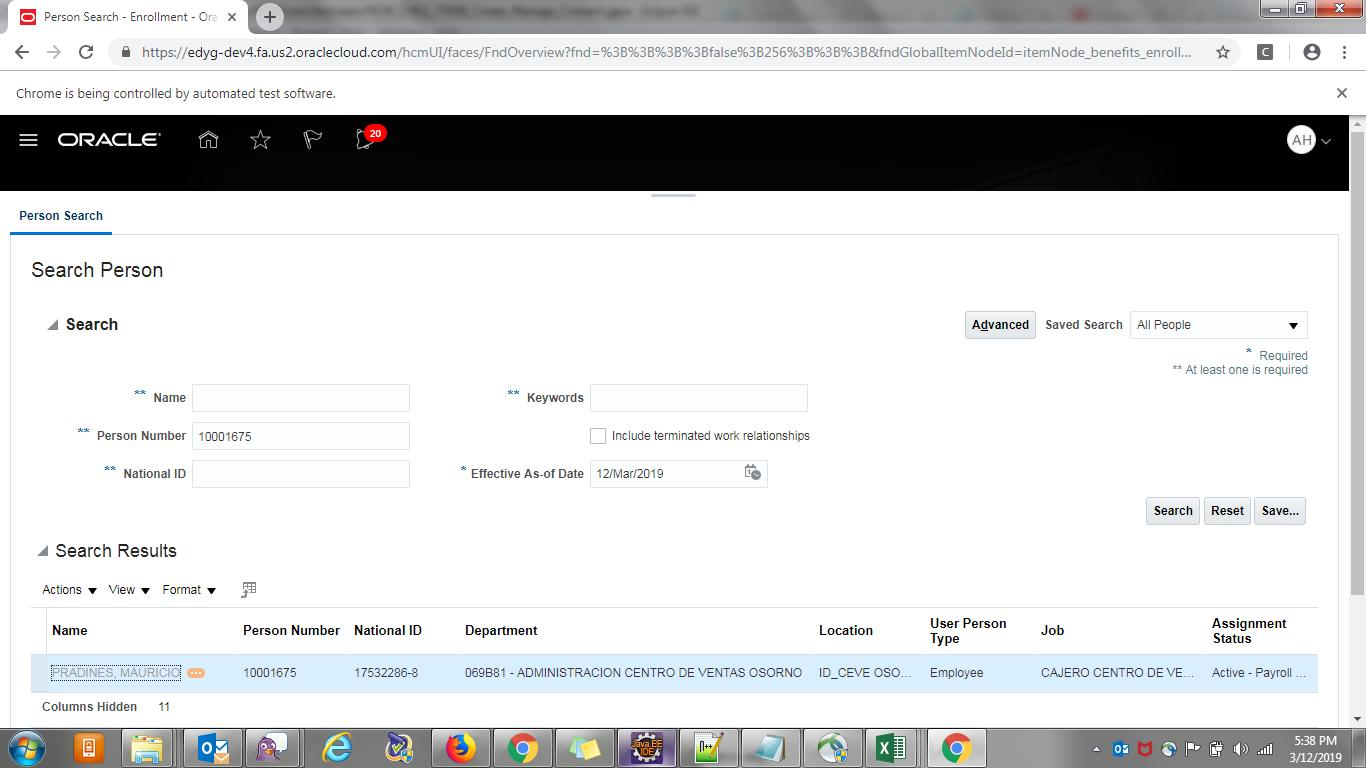 Person Search - Enrollment - Ora
https://edyg-dev4.fa.us2.oraclecloud.com/hcmUI/faces/FndOverview?fnd=%3B%3B%3B%3Bfalse%3B256%3B%3B%3B&fndGlobalItemNodeId=itemNode_benefits_enroll...
C
Chrome is being controlled by automated test software.
ORACLE
20
AH
Person Search
Search Person
Search
Advanced Saved Search All People
* Required
** At least one is required
** Name
** Keywords
** Person Number 10001675
Include terminated work relationships
** National ID
* Effective As-of Date 12/Mar/2019
Search Reset Save...
Search Results
Actions View Format
Name Person Number National ID Department Location User Person Type Job Assignment Status
PRADINES, MAURICIO 10001675 17532286-8 069B81 - ADMINISTRACION CENTRO DE VENTAS OSORNO ID_CEVE OSO... Employee CAJERO CENTRO DE VE... Active - Payroll ...
Columns Hidden 11
Java EE
IDE
5:38 PM
3/12/2019